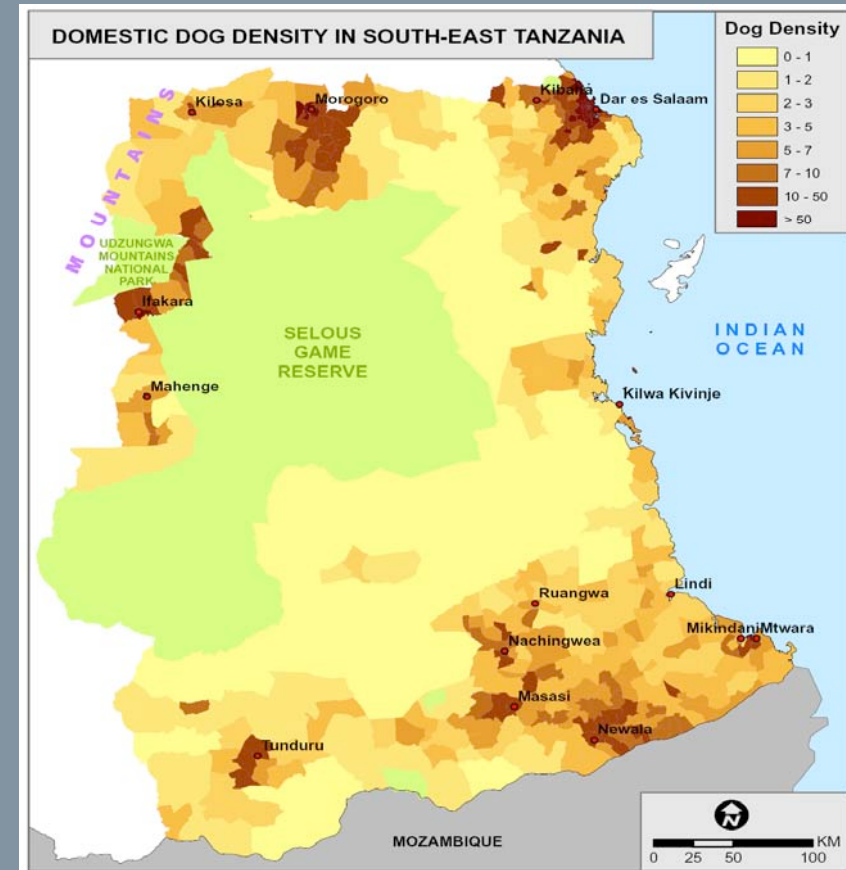 DOMESTIC DOG DENSITY IN SOUTH-EAST TANZANIA
Dog Density
0 - 1
1 - 2
2 - 3
3 - 5
5 - 7
7 - 10
10 - 50
> 50
MOUNTAINS
Kilosa
Morogoro
Kibaha
Dar es Salaam
UDZUNGWA
MOUNTAINS
NATIONAL
PARK
Ifakara
SELOUS
GAME
RESERVE
INDIAN
OCEAN
Mahenge
Kilwa Kivinje
Ruangwa
Lindi
Mikindani
Mtwara
Nachingwea
Masasi
Newala
Tunduru
MOZAMBIQUE
N
KM
0 25 50 100